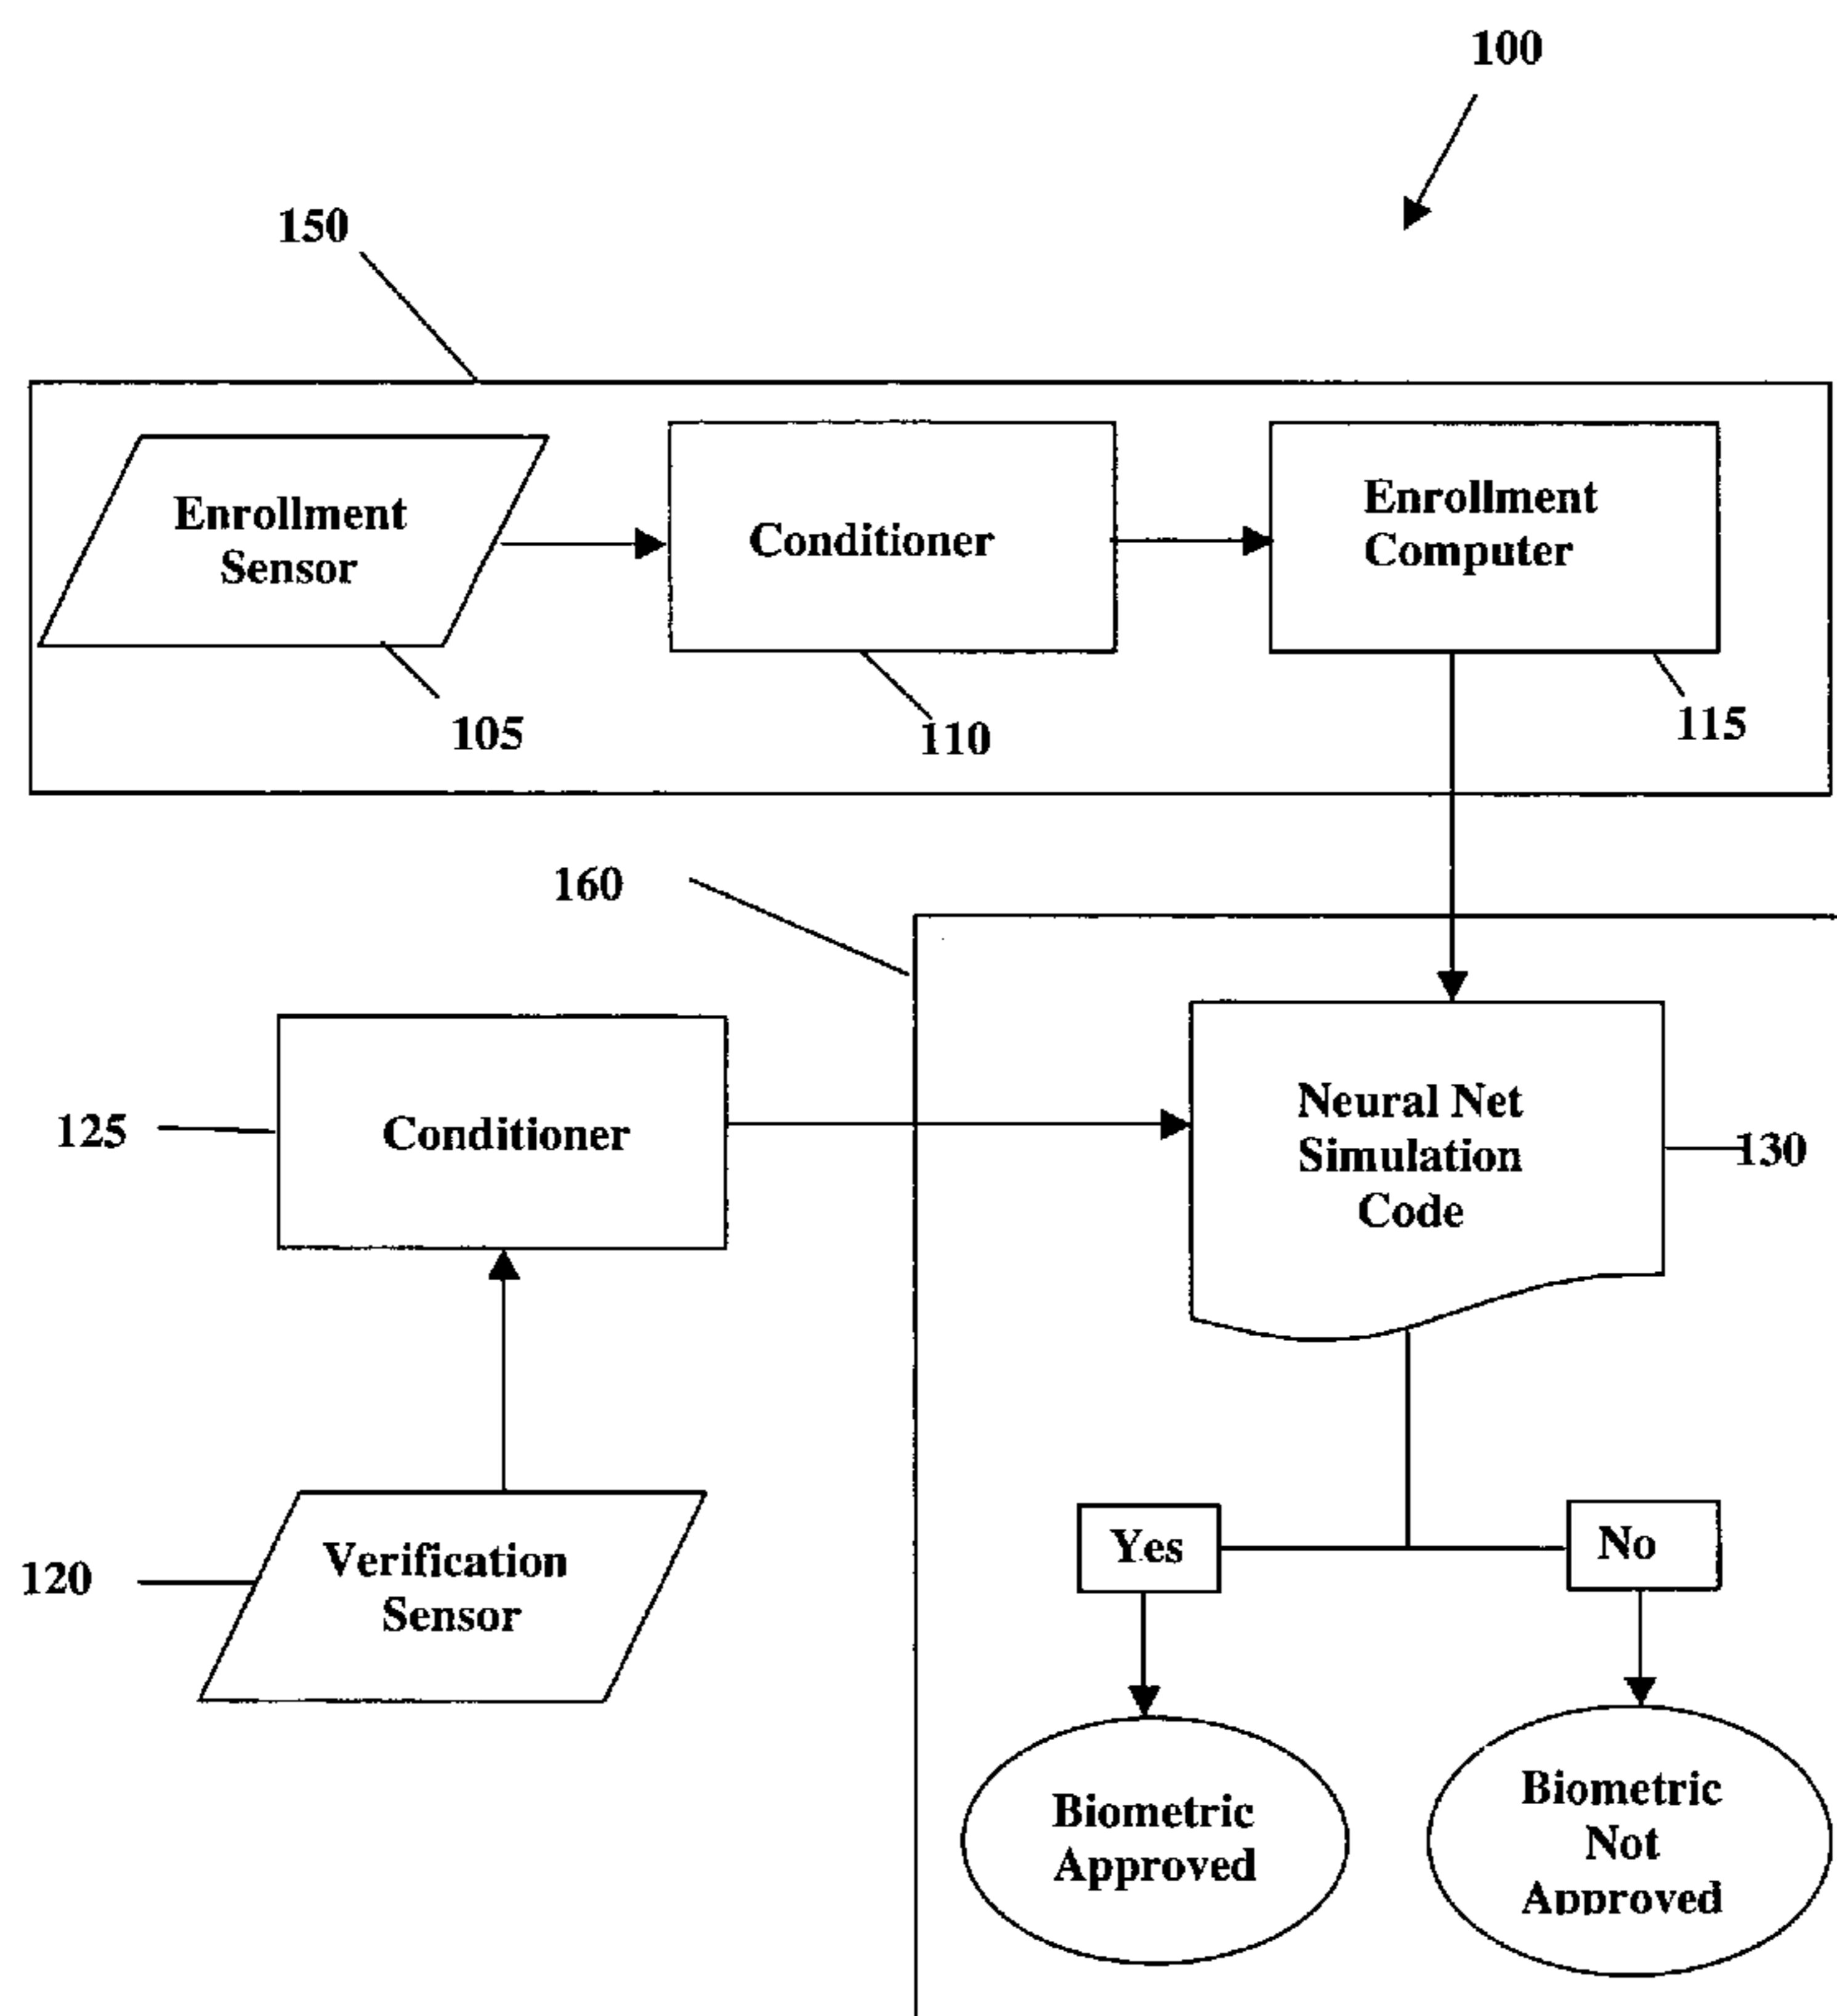 100
150
Enrollment
Sensor
Conditioner
Enrollment
Computer
105
110
115
160
125
Conditioner
Neural Net
Simulation
Code
130
120
Verification
Sensor
Yes
No
Biometric
Approved
Biometric
Not
Approved